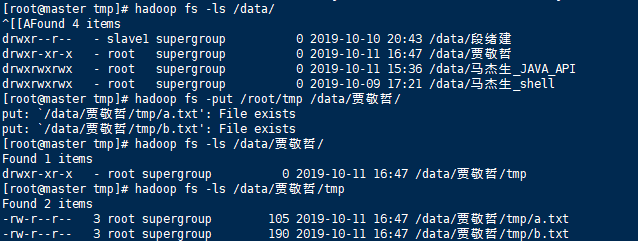 [root@master tmp]# hadoop fs -ls /data/
^[[AFound 4 items
drwxr--r-- - slave1 supergroup 0 2019-10-10 20:43 /data/段绪建
drwxr-xr-x - root supergroup 0 2019-10-11 16:47 /data/贾敬哲
drwxrwxrwx - root supergroup 0 2019-10-11 15:36 /data/马杰生_JAVA_API
drwxrwxrwx - root supergroup 0 2019-10-09 17:21 /data/马杰生_shell
[root@master tmp]# hadoop fs -put /root/tmp /data/贾敬哲/
put: `/data/贾敬哲/tmp/a.txt': File exists
put: `/data/贾敬哲/tmp/b.txt': File exists
[root@master tmp]# hadoop fs -ls /data/贾敬哲/
Found 1 items
drwxr-xr-x - root supergroup 0 2019-10-11 16:47 /data/贾敬哲/tmp
[root@master tmp]# hadoop fs -ls /data/贾敬哲/tmp
Found 2 items
-rw-r--r-- 3 root supergroup 105 2019-10-11 16:47 /data/贾敬哲/tmp/a.txt
-rw-r--r-- 3 root supergroup 190 2019-10-11 16:47 /data/贾敬哲/tmp/b.txt